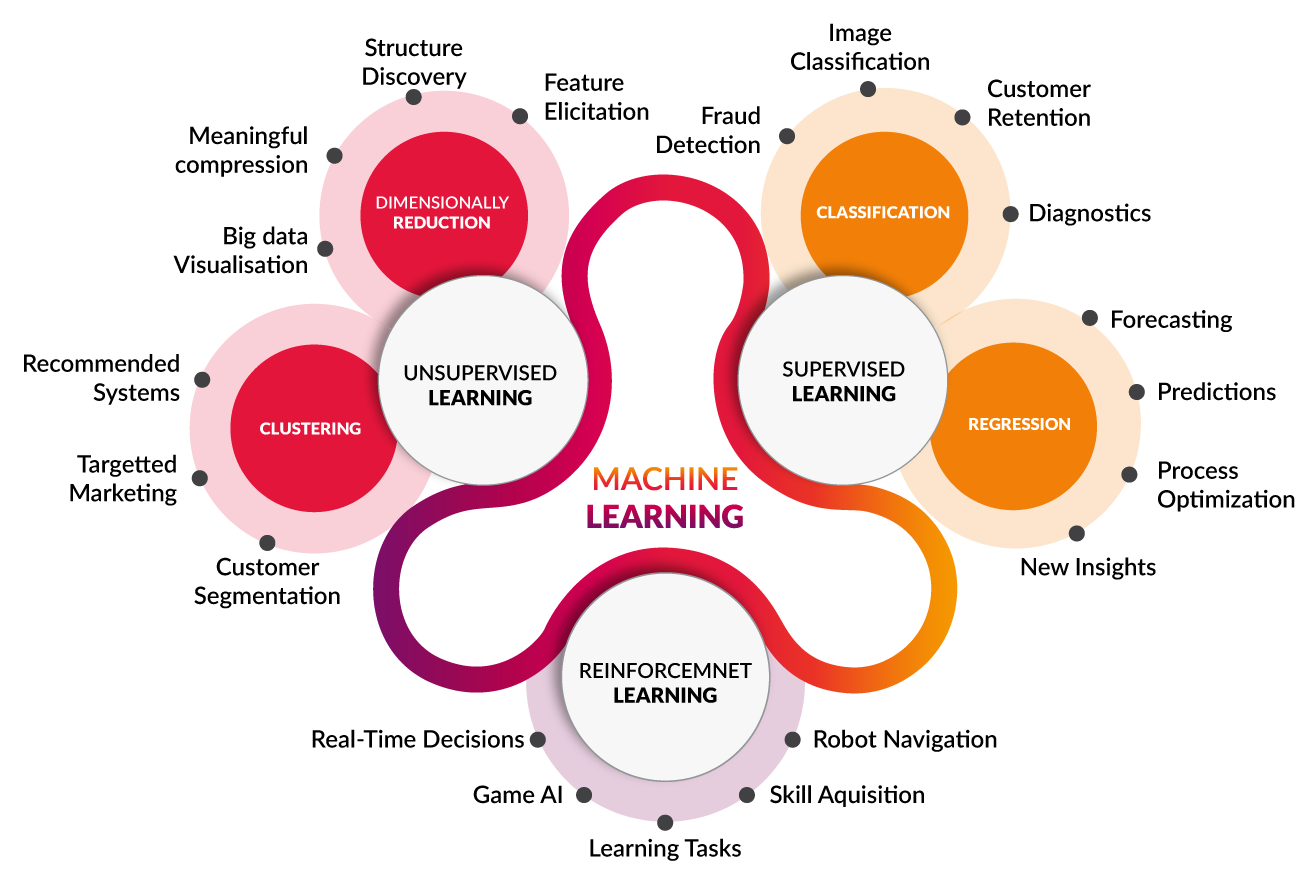 Structure
Discovery
Feature
Elicitation
Meaningful
compression
Big data
Visualisation
DIMENSIONALLY
REDUCTION
Recommended
Systems
Targetted
Marketing
Customer
Segmentation
CLUSTERING
UNSUPERVISED
LEARNING
Image
Classification
Fraud
Detection
Customer
Retention
Diagnostics
CLASSIFICATION
SUPERVISED
LEARNING
REGRESSION
Forecasting
Predictions
Process
Optimization
New Insights
MACHINE
LEARNING
REINFORCEMNET
LEARNING
Real-Time Decisions
Game AI
Learning Tasks
Skill Aquisition
Robot Navigation